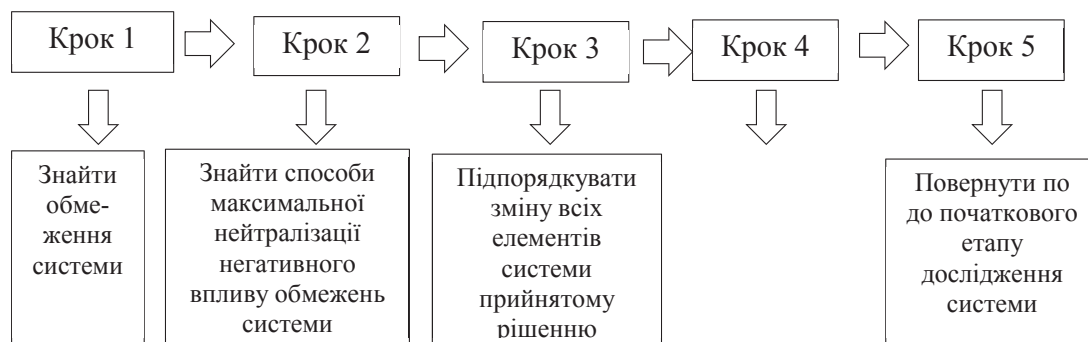 Крок 1
Крок 2
Крок 3
Крок 4
Крок 5
Знайти
обме-
ження
системи
Знайти способи
максимальної
нейтралізації
негативного
впливу обмежень
системи
Підпорядкувати
зміну всіх
елементів
системи
прийнятому
рішенню
Повернути по
до початкового
етапу
дослідження
системи